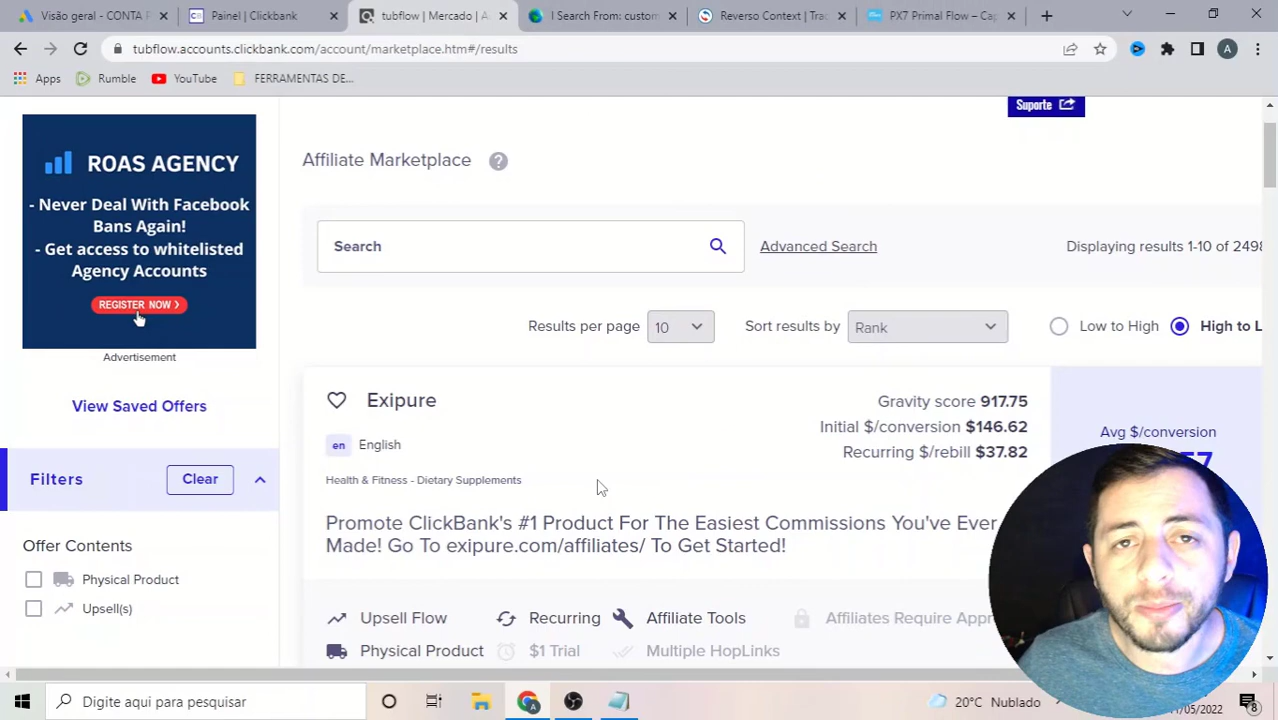 Visão geral - CONTA P
Painel | Clickbank
tubflow | Mercado | A
I Search From: custom
Reverso Context | Trad
PX7 Primal Flow – Cap
tubflow.accounts.clickbank.com/account/marketplace.htm#/results
A
Apps
Rumble
YouTube
FERRAMENTAS DE...
Suporte
ROAS AGENCY
- Never Deal With Facebook
Bans Again!
- Get access to whitelisted
Agency Accounts
REGISTER NOW >
Advertisement
View Saved Offers
Filters
Clear
Offer Contents
Physical Product
Upsell(s)
Affiliate Marketplace ?
Search
Advanced Search
Displaying results 1-10 of 2498
Results per page
10
Sort results by
Rank
Low to High
High to L
Exipure
en English
Health & Fitness - Dietary Supplements
Gravity score 917.75
Initial $/conversion $146.62
Recurring $/rebill $37.82
Avg $/conversion
Promote ClickBank's #1 Product For The Easiest Commissions You've Ever
Made! Go To exipure.com/affiliates/ To Get Started!
Upsell Flow
Recurring
Affiliate Tools
Affiliates Require Appr
Physical Product
$1 Trial
Multiple HopLinks
Digite aqui para pesquisar
20°C Nublado
/05/2022
8